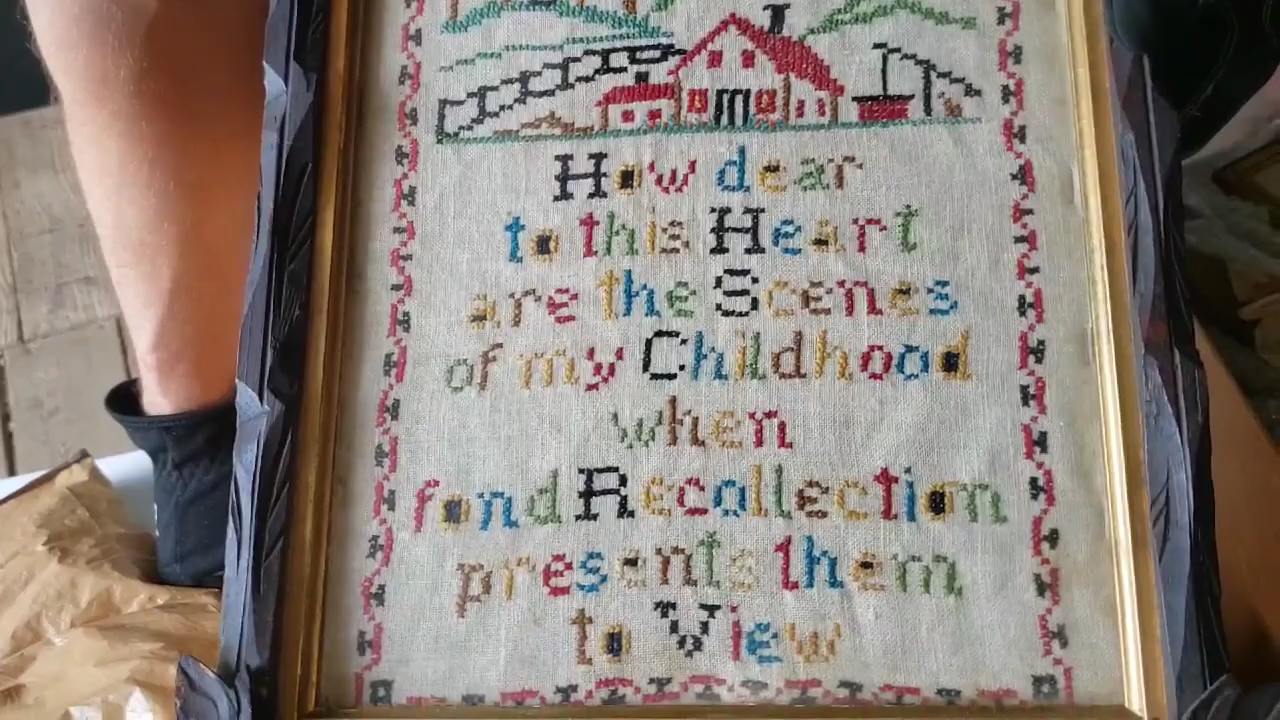 How dear
to this Heart
are the Scenes
of my Childhood
when
fond Recollection
presents them
to View